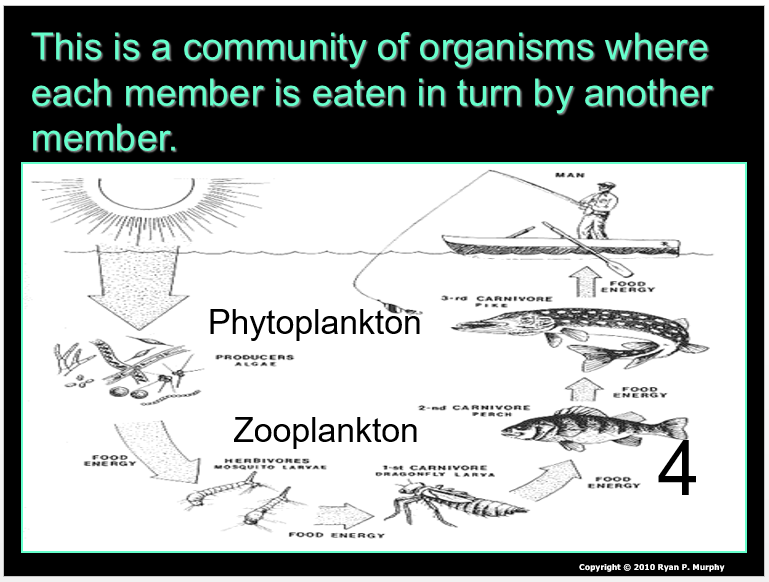 This is a community of organisms where
each member is eaten in turn by another
member.
MAN
FOOD
ENERGY
3-rd CARNIVORE
PIKE
Phytoplankton
PRODUCERS
ALGAE
FOOD
ENERGY
2-nd CARNIVORE
PERCH
Zooplankton
4
FOOD
ENERGY
HERBIVORES
MOSQUITO LARVAE
1-st CARNIVORE
DRAGONFLY LARVA
FOOD
ENERGY
FOOD ENERGY
Copyright © 2010 Ryan P. Murphy